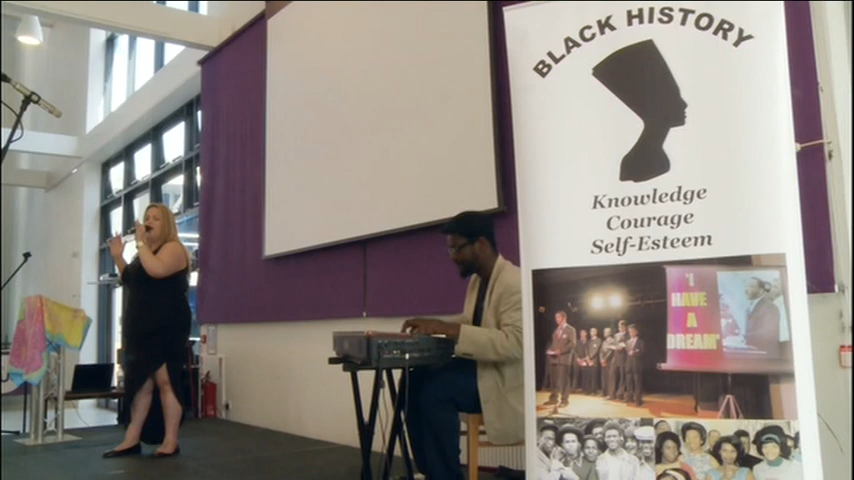 BLACK HISTORY
Knowledge
Courage
Self-Esteem
'I
HAVE
A
DREAM'